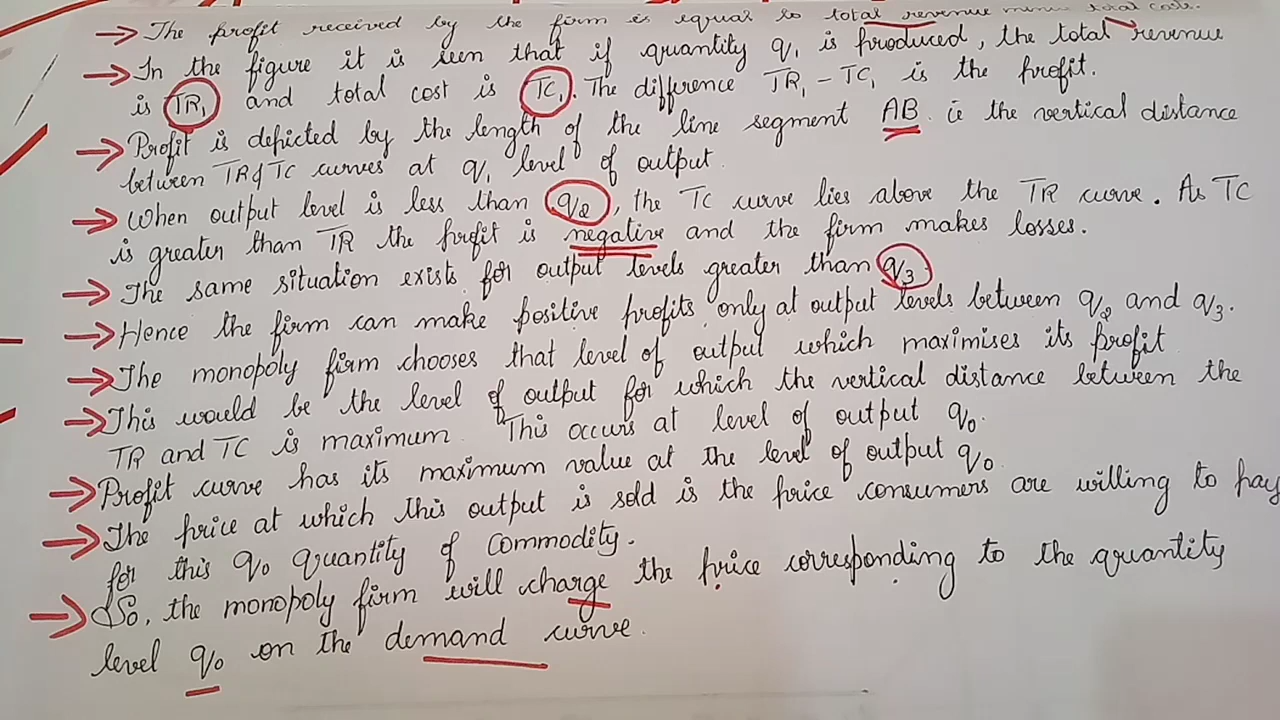 → The profit received by the firm is equal to total revenue minus total cost.
→ In the figure it is seen that if quantity q₁ is produced, the total revenue
is TR₁ and total cost is TC₁. The difference TR₁ - TC₁ is the profit.
→ Profit is depicted by the length of the line segment AB. ie the vertical distance
between TR & TC curves at q₁ level of output.
→ When output level is less than q₂, the TC curve lies above the TR curve. As TC
is greater than TR the profit is negative and the firm makes losses.
→ The same situation exists for output levels greater than q₃.
→ Hence the firm can make positive profits only at output levels between q₂ and q₃.
→ The monopoly firm chooses that level of output which maximises its profit
→ This would be the level of output for which the vertical distance between the
TR and TC is maximum. This occurs at level of output q₀.
→ Profit curve has its maximum value at the level of output q₀.
→ The price at which this output is sold is the price consumers are willing to pay
for this q₀ quantity of commodity.
→ So, the monopoly firm will charge the price corresponding to the quantity
level q₀ on the demand curve.